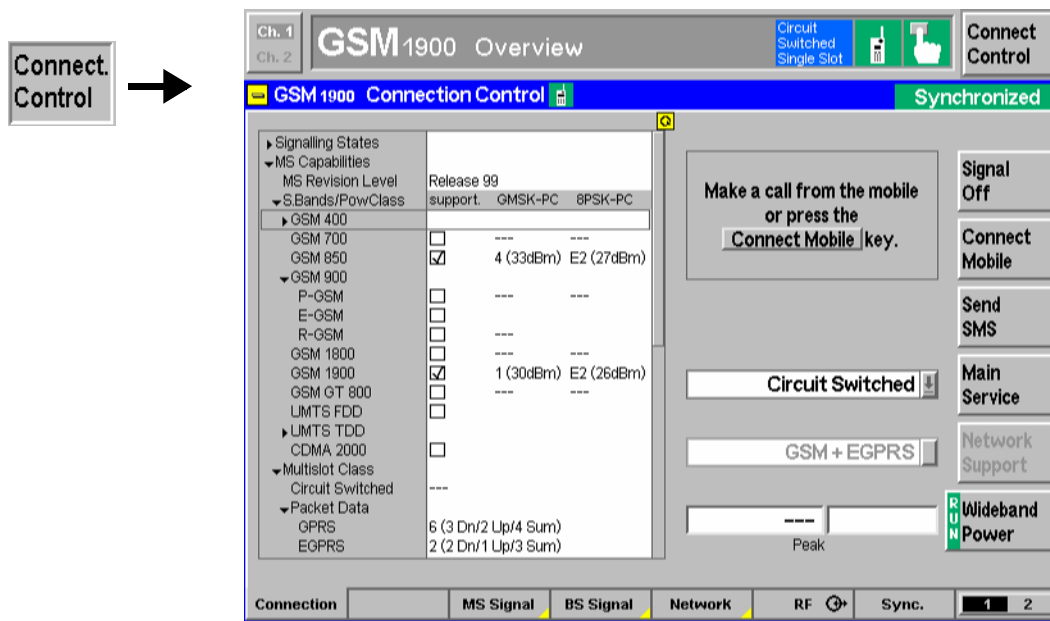 Connect.
Control
Ch. 1
Ch. 2
GSM 1900 Overview
Circuit
Switched
Single Slot
Connect
Control
GSM 1900 Connection Control
Synchronized
Signalling States
MS Capabilities
MS Revision Level Release 99
S.Bands/PowClass support. GMSK-PC 8PSK-PC
GSM 400
GSM 700 --- ---
GSM 850 4 (33dBm) E2 (27dBm)
GSM 900
P-GSM --- ---
E-GSM
R-GSM ---
GSM 1800 --- ---
GSM 1900 1 (30dBm) E2 (26dBm)
GSM GT 800 --- ---
UMTS FDD
UMTS TDD
CDMA 2000
Multislot Class
Circuit Switched ---
Packet Data
GPRS 6 (3 Dn/2 Up/4 Sum)
EGPRS 2 (2 Dn/1 Up/3 Sum)
Make a call from the mobile
or press the
Connect Mobile key.
Circuit Switched
GSM + EGPRS
---
Peak
Signal
Off
Connect
Mobile
Send
SMS
Main
Service
Network
Support
RUN
Wideband
Power
Connection MS Signal BS Signal Network RF Sync. 1 2